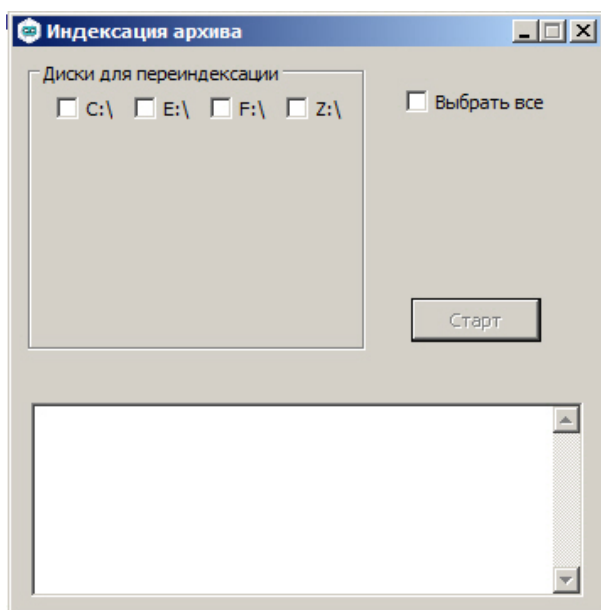 Индексация архива
Диски для переиндексации
C:\ E:\ F:\ Z:\
Выбрать все
Старт